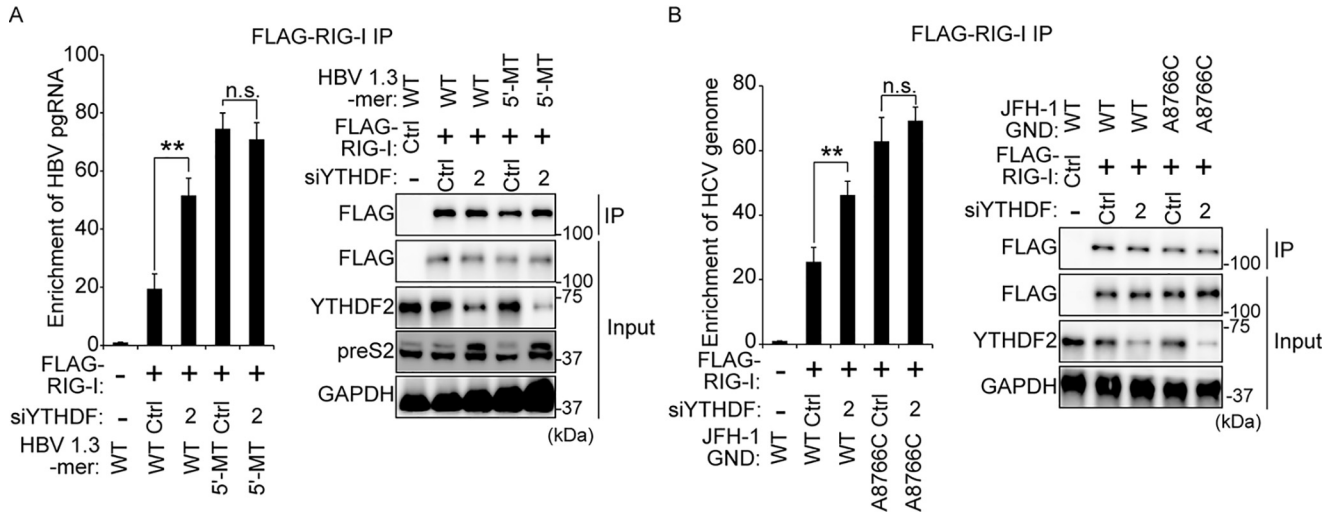 A
FLAG-RIG-I IP
Enrichment of HBV pgRNA
100
80
60
40
20
0
**
n.s.
FLAG-
RIG-I: - + + + +
siYTHDF: - Ctrl 2 Ctrl 2
HBV 1.3
-mer: WT WT WT 5'-MT 5'-MT
HBV 1.3
-mer: WT WT WT 5'-MT 5'-MT
FLAG-
RIG-I: Ctrl + + + +
siYTHDF: - Ctrl 2 Ctrl 2
FLAG
-100
IP
FLAG
-100
YTHDF2
-75
preS2
-37
GAPDH
-37
Input
(kDa)
B
FLAG-RIG-I IP
Enrichment of HCV genome
80
60
40
20
0
**
n.s.
FLAG-
RIG-I: - + + + +
siYTHDF: - Ctrl 2 Ctrl 2
JFH-1
GND: WT WT WT A8766C A8766C
JFH-1
GND: WT WT WT A8766C A8766C
FLAG-
RIG-I: Ctrl + + + +
siYTHDF: - Ctrl 2 Ctrl 2
FLAG
-100
IP
FLAG
-100
YTHDF2
-75
GAPDH
-37
Input
(kDa)